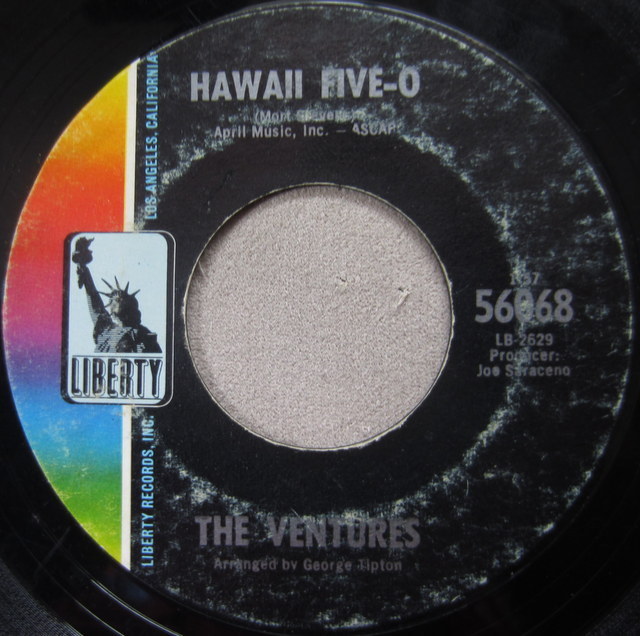 HAWAII FIVE-O
(Mort
April Music, Inc. – ASCAP
LOS ANGELES, CALIFORNIA
LIBERTY
LIBERTY RECORDS, INC.
56068
LB-2629
Producer:
Joe Saraceno
THE VENTURES
Arranged by George Tipton